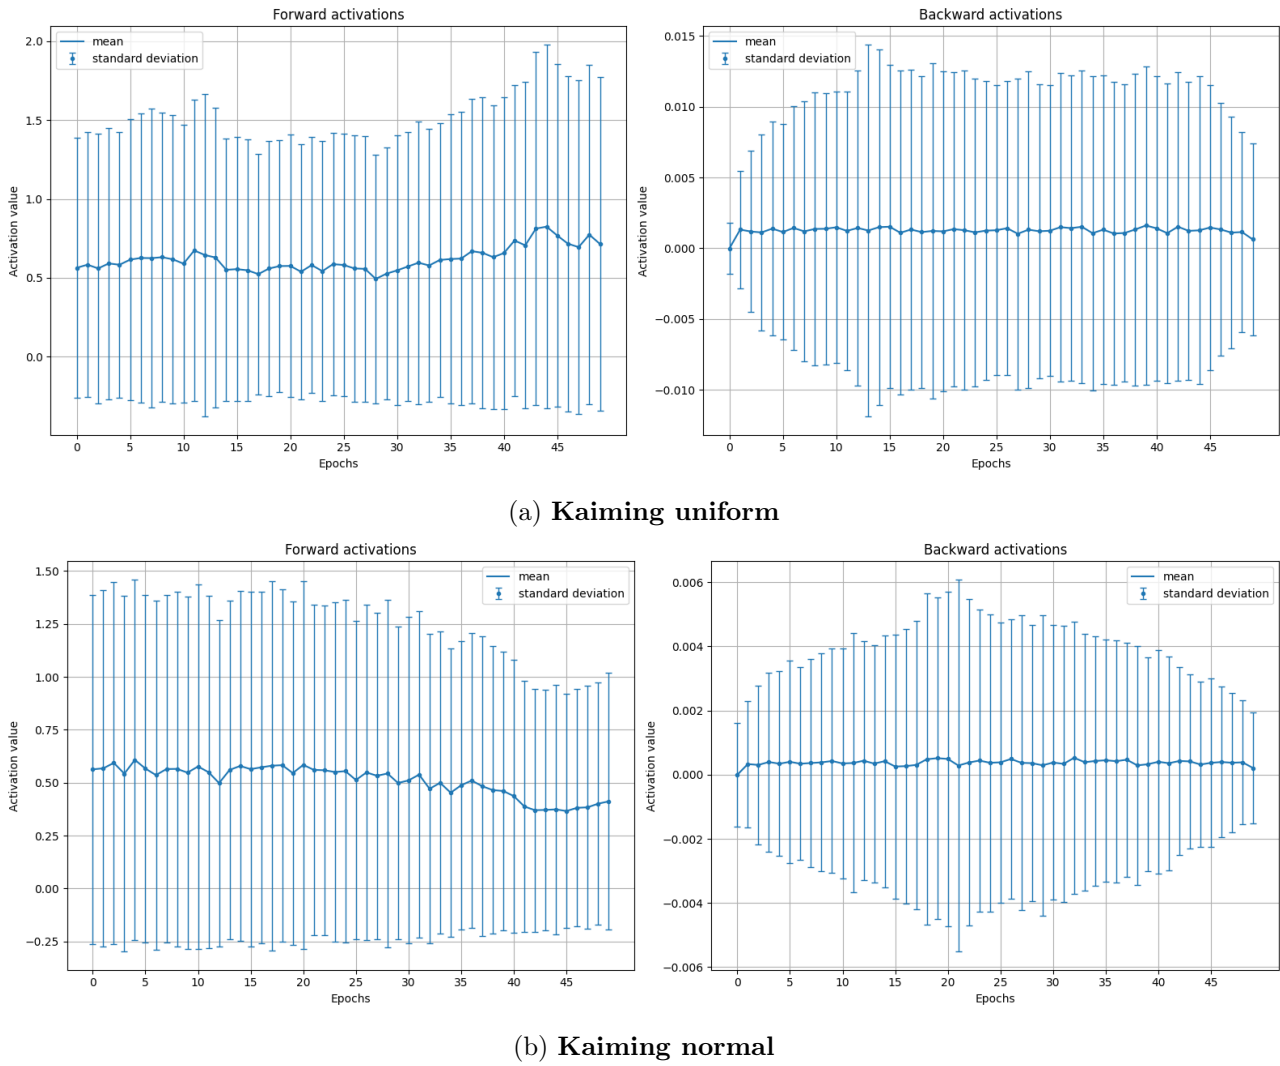 Forward activations
mean
standard deviation
2.0
1.5
1.0
0.5
0.0
Activation value
0 5 10 15 20 25 30 35 40 45
Epochs
Backward activations
mean
standard deviation
0.015
0.010
0.005
0.000
−0.005
−0.010
Activation value
0 5 10 15 20 25 30 35 40 45
Epochs
(a) Kaiming uniform
Forward activations
mean
standard deviation
1.50
1.25
1.00
0.75
0.50
0.25
0.00
−0.25
Activation value
0 5 10 15 20 25 30 35 40 45
Epochs
Backward activations
mean
standard deviation
0.006
0.004
0.002
0.000
−0.002
−0.004
−0.006
Activation value
0 5 10 15 20 25 30 35 40 45
Epochs
(b) Kaiming normal